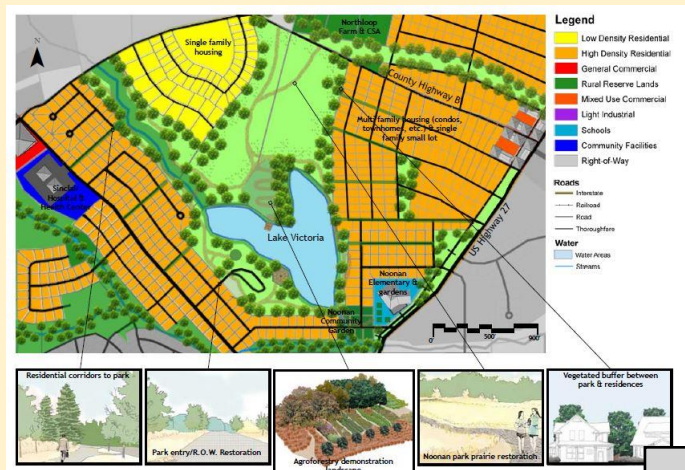 N
Single family
housing
Northloop
Farm & CSA
County Highway B
Multi family housing (condos,
townhomes, etc.) & single
family small lot
Hospital &
Health
Lake Victoria
US Highway 27
Noonan
Elementary &
gardens
Noonan
Community
Garden
0'
500'
900'
Legend
Low Density Residential
High Density Residential
General Commercial
Rural Reserve Lands
Mixed Use Commercial
Light Industrial
Schools
Community Facilities
Right-of-Way
Roads
Interstate
Railroad
Road
Thoroughfare
Water
Water Areas
Streams
Residential corridors to park
Park entry/R.O.W. Restoration
Agroforestry demonstration
landscape
Noonan park prairie restoration
Vegetated buffer between
park & residences